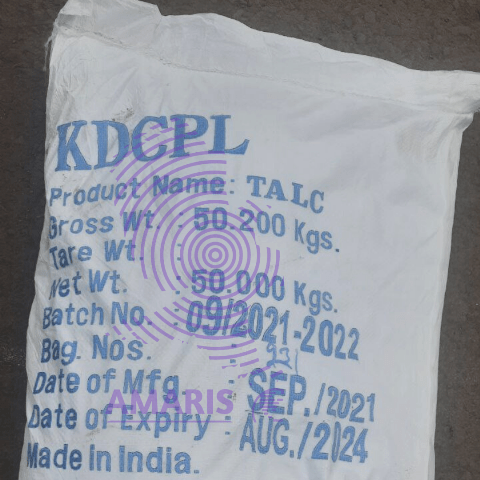 KDCPL
Product Name: TALC
Gross Wt. : 50.200 Kgs.
Tare Wt. :
Net Wt. : 50.000 Kgs.
Batch No. : 09/2021-2022
Bag. Nos. : 331
Date of Mfg : SEP./2021
AMARIS
Date of Expiry : AUG./2024
Made in India.